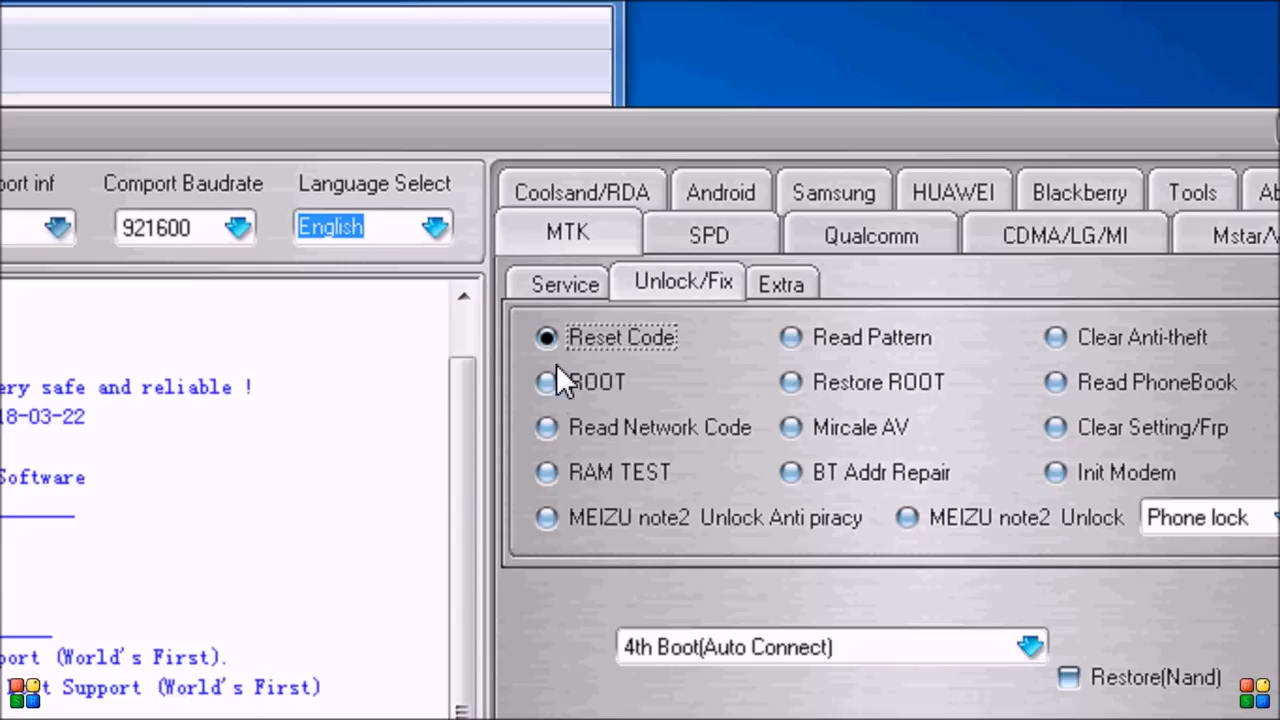 port inf Comport Baudrate Language Select
921600 English
Coolsand/RDA Android Samsung HUAWEI Blackberry Tools
MTK SPD Qualcomm CDMA/LG/MI Mstar/
Service Unlock/Fix Extra
Reset Code Read Pattern Clear Anti-theft
ROOT Restore ROOT Read PhoneBook
Read Network Code Mircale AV Clear Setting/Frp
RAM TEST BT Addr Repair Init Modem
MEIZU note2 Unlock Anti piracy MEIZU note2 Unlock Phone lock
ery safe and reliable !
18-03-22
Software
port (World's First).
t Support (World's First)
4th Boot(Auto Connect)
Restore(Nand)